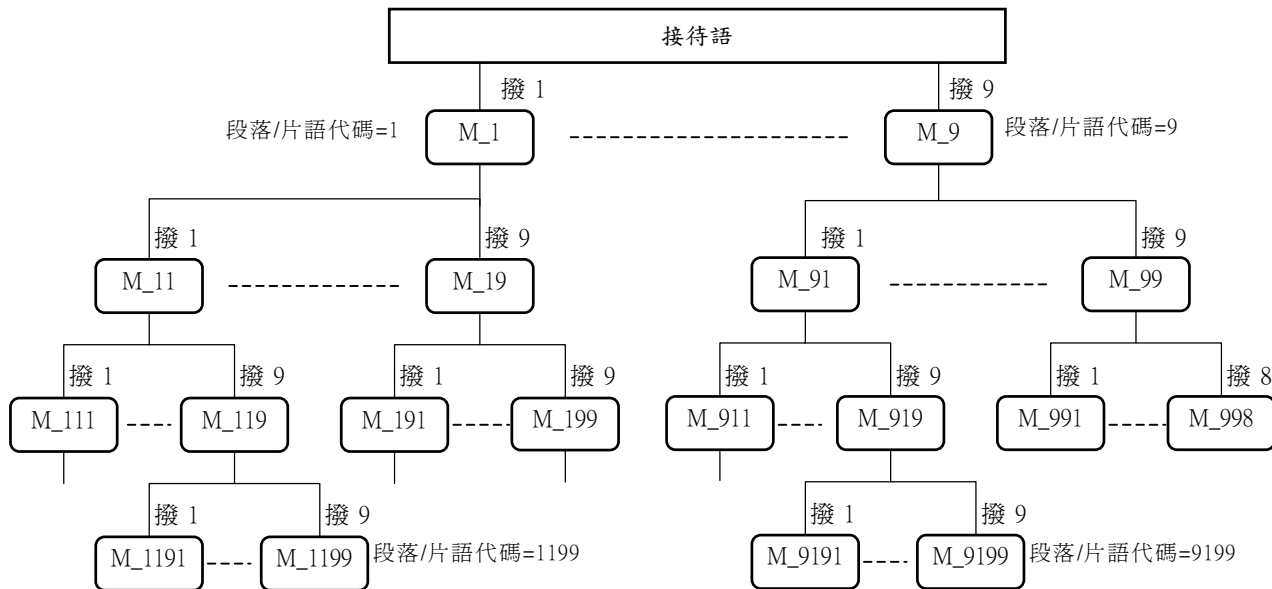 接待語
撥 1
撥 9
段落/片語代碼=1
M_1
M_9
段落/片語代碼=9
撥 1
撥 9
撥 1
撥 9
M_11
M_19
M_91
M_99
撥 1
撥 9
撥 1
撥 9
撥 1
撥 9
撥 1
撥 8
M_111
M_119
M_191
M_199
M_911
M_919
M_991
M_998
撥 1
撥 9
撥 1
撥 9
M_1191
M_1199
段落/片語代碼=1199
M_9191
M_9199
段落/片語代碼=9199